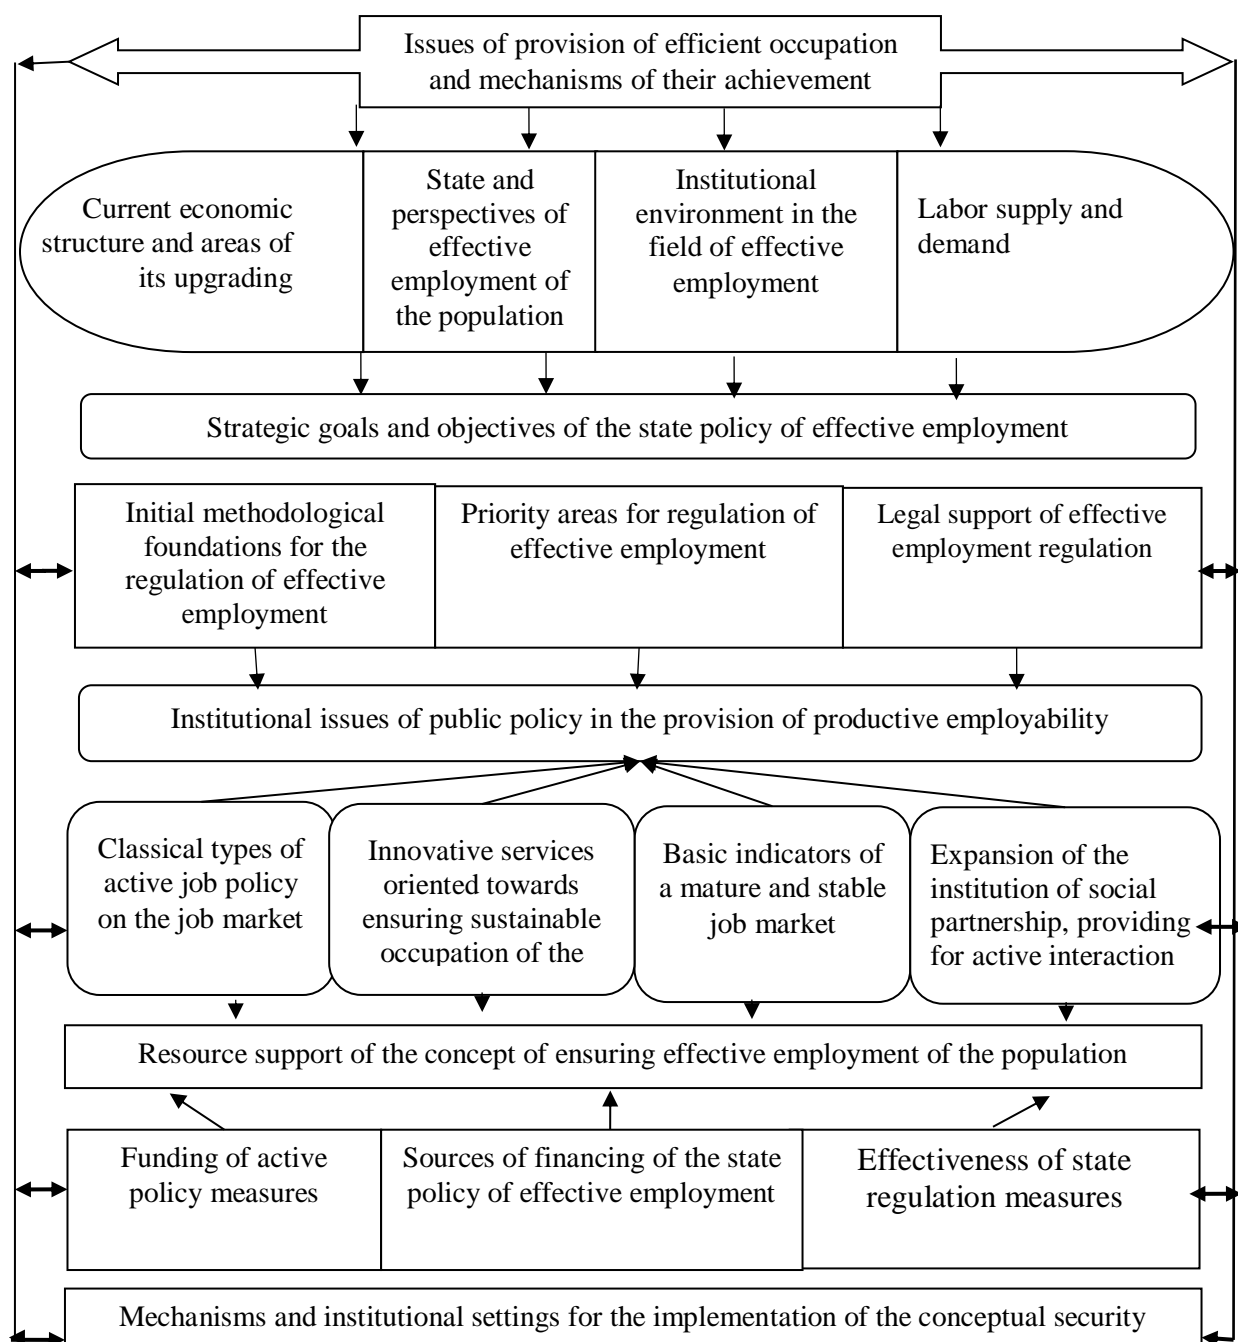 Issues of provision of efficient occupation
and mechanisms of their achievement
Current economic
structure and areas of
its upgrading
State and
perspectives of
effective
employment of
the population
Institutional
environment in the
field of effective
employment
Labor supply and
demand
Strategic goals and objectives of the state policy of effective employment
Initial methodological
foundations for the
regulation of effective
employment
Priority areas for regulation of
effective employment
Legal support of effective
employment regulation
Institutional issues of public policy in the provision of productive employability
Classical types of
active job policy
on the job market
Innovative services
oriented towards
ensuring sustainable
occupation of the
Basic indicators of
a mature and stable
job market
Expansion of the
institution of social
partnership, providing
for active interaction
Resource support of the concept of ensuring effective employment of the population
Funding of active
policy measures
Sources of financing of the state
policy of effective employment
Effectiveness of state
regulation measures
Mechanisms and institutional settings for the implementation of the conceptual security